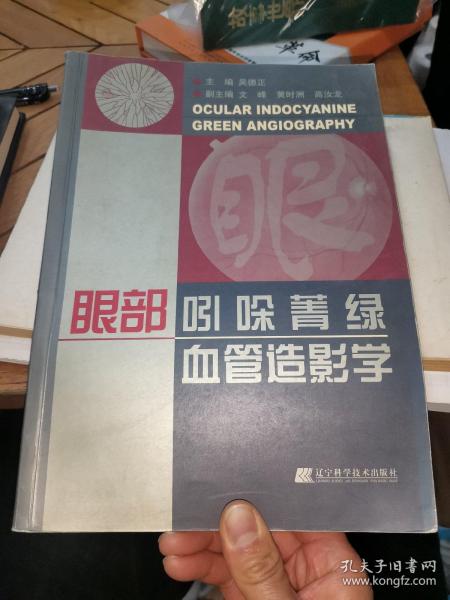 主 编 吴德正
副主编 文 峰 黄时洲 高汝龙
OCULAR INDOCYANINE
GREEN ANGIOGRAPHY
眼
眼部吲哚菁绿
血管造影学
辽宁科学技术出版社
孔夫子旧书网
www.kongfz.com